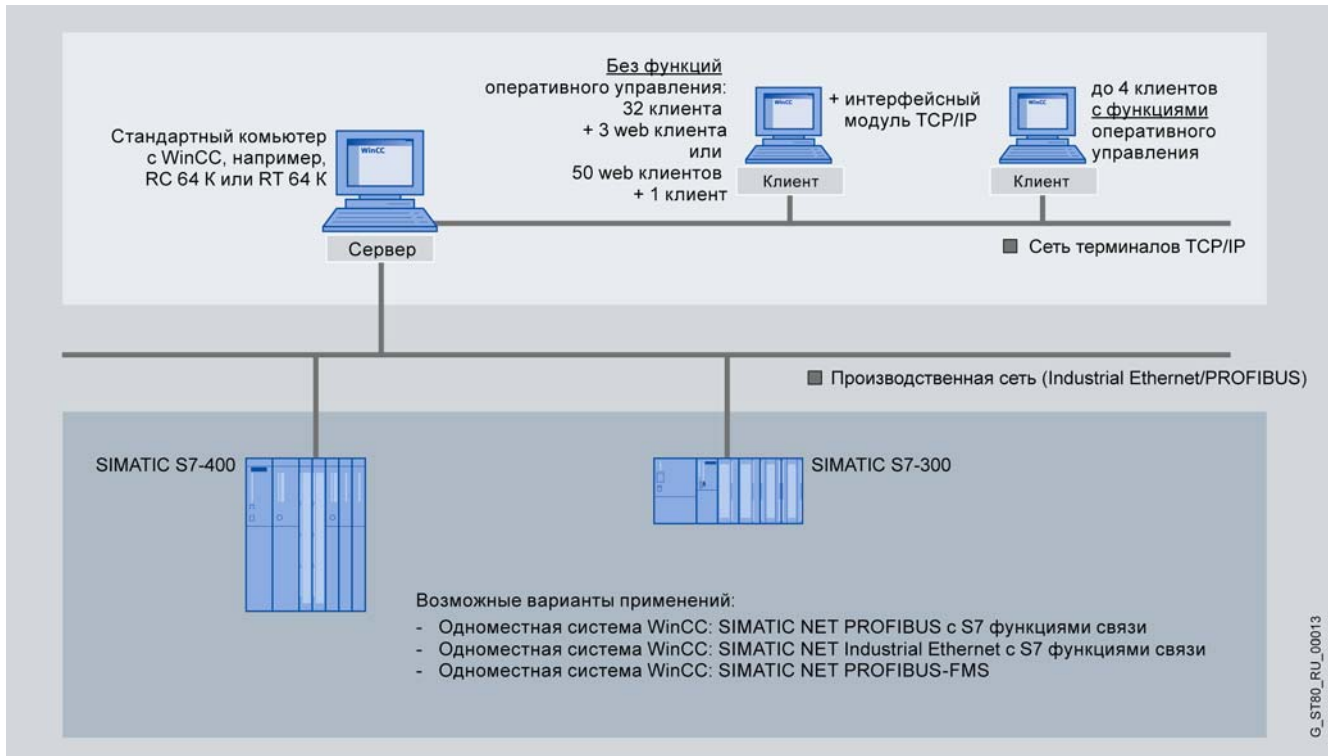 Без функций
оперативного управления:
32 клиента
+ 3 web клиента
или
50 web клиентов
+ 1 клиент
Стандартный комьютер
с WinCC, например,
RC 64 К или RT 64 К
WinCC
Сервер
WinCC
Клиент
+ интерфейсный
модуль TCP/IP
WinCC
Клиент
до 4 клиентов
с функциями
оперативного
управления
Сеть терминалов TCP/IP
Производственная сеть (Industrial Ethernet/PROFIBUS)
SIMATIC S7-400
SIMATIC S7-300
Возможные варианты применений:
- Одноместная система WinCC: SIMATIC NET PROFIBUS с S7 функциями связи
- Одноместная система WinCC: SIMATIC NET Industrial Ethernet с S7 функциями связи
- Одноместная система WinCC: SIMATIC NET PROFIBUS-FMS
G_ST80_RU_00013